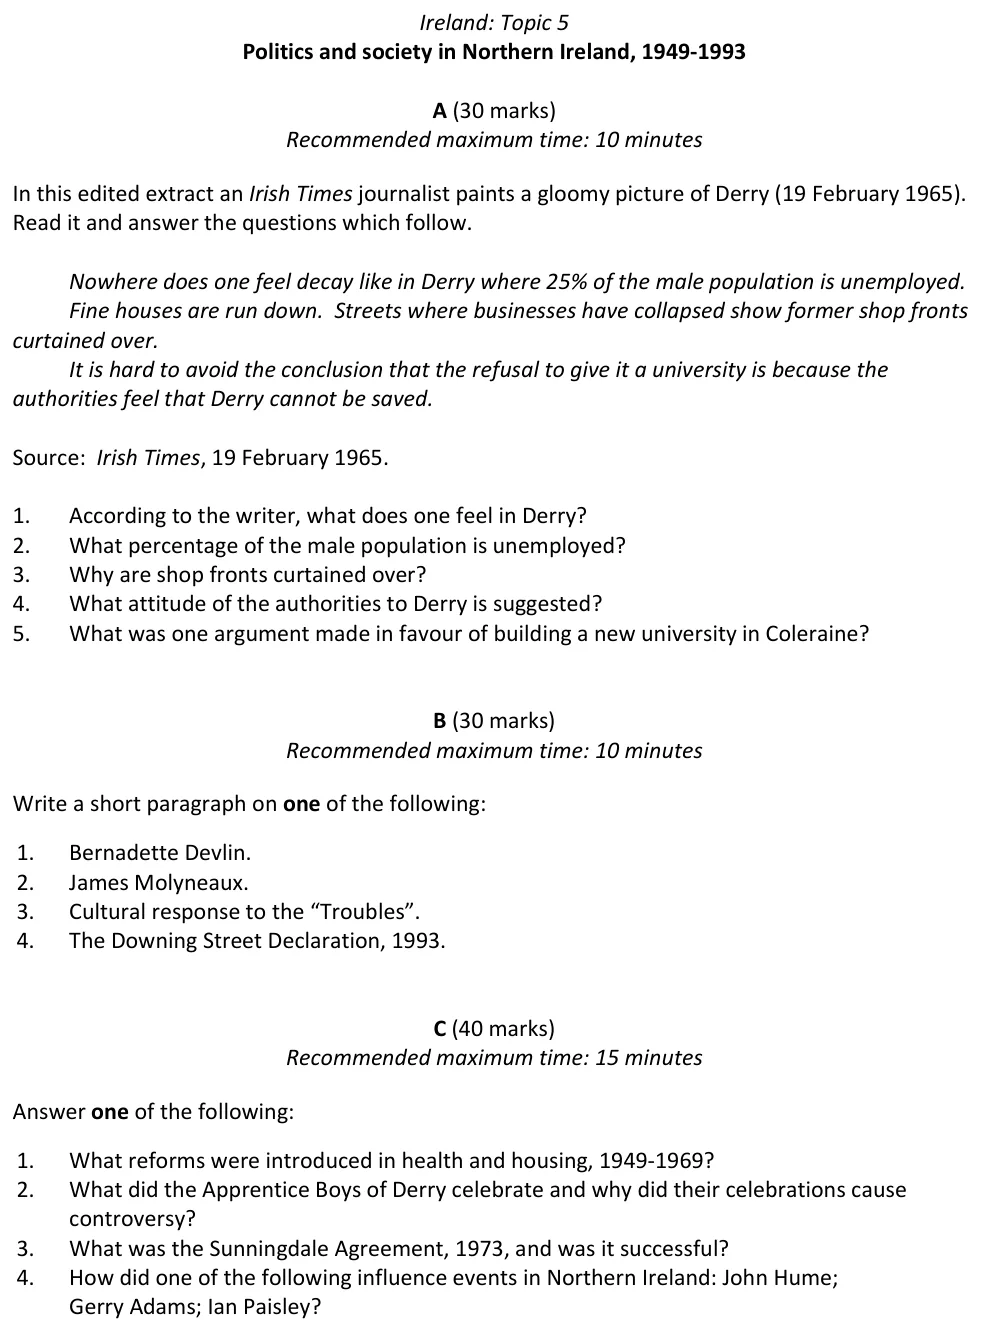 Ireland: Topic 5
Politics and society in Northern Ireland, 1949-1993
A (30 marks)
Recommended maximum time: 10 minutes
In this edited extract an Irish Times journalist paints a gloomy picture of Derry (19 February 1965).
Read it and answer the questions which follow.
Nowhere does one feel decay like in Derry where 25% of the male population is unemployed.
Fine houses are run down.  Streets where businesses have collapsed show former shop fronts
curtained over.
It is hard to avoid the conclusion that the refusal to give it a university is because the
authorities feel that Derry cannot be saved.
Source:  Irish Times, 19 February 1965.
1. According to the writer, what does one feel in Derry?
2. What percentage of the male population is unemployed?
3. Why are shop fronts curtained over?
4. What attitude of the authorities to Derry is suggested?
5. What was one argument made in favour of building a new university in Coleraine?
B (30 marks)
Recommended maximum time: 10 minutes
Write a short paragraph on one of the following:
1. Bernadette Devlin.
2. James Molyneaux.
3. Cultural response to the “Troubles”.
4. The Downing Street Declaration, 1993.
C (40 marks)
Recommended maximum time: 15 minutes
Answer one of the following:
1. What reforms were introduced in health and housing, 1949-1969?
2. What did the Apprentice Boys of Derry celebrate and why did their celebrations cause
controversy?
3. What was the Sunningdale Agreement, 1973, and was it successful?
4. How did one of the following influence events in Northern Ireland: John Hume;
Gerry Adams; Ian Paisley?